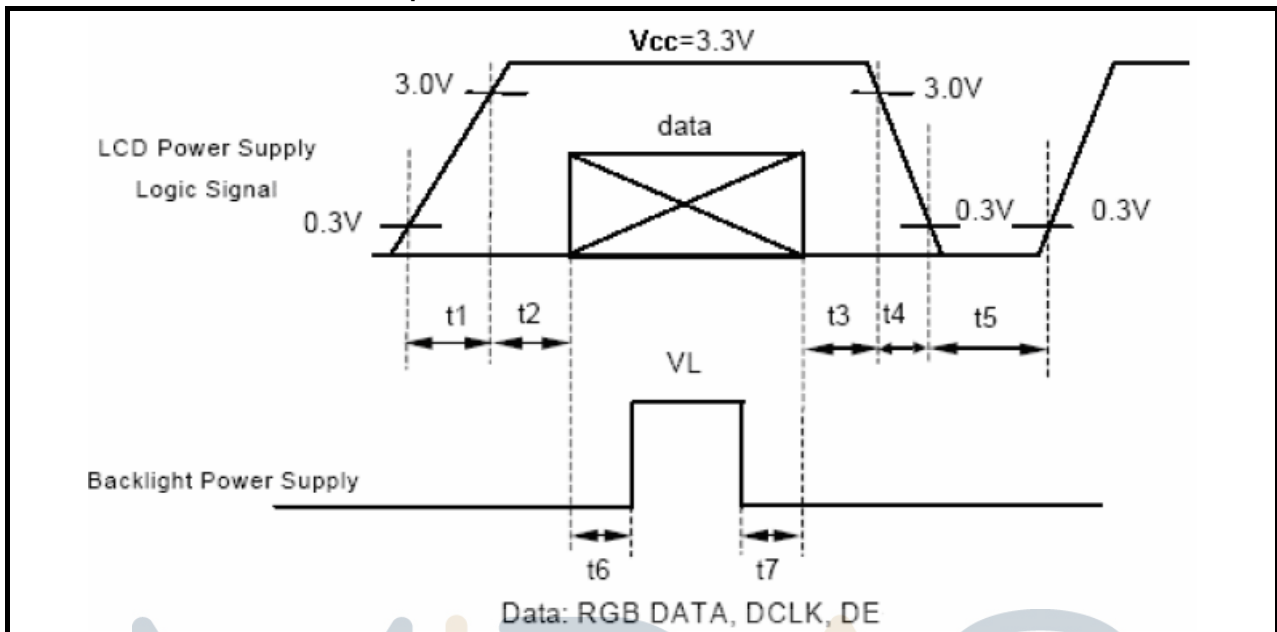 Vcc=3.3V
3.0V
3.0V
data
LCD Power Supply
Logic Signal
0.3V
0.3V
0.3V
t1
t2
t3
t4
t5
VL
Backlight Power Supply
t6
t7
Data: RGB DATA, DCLK, DE